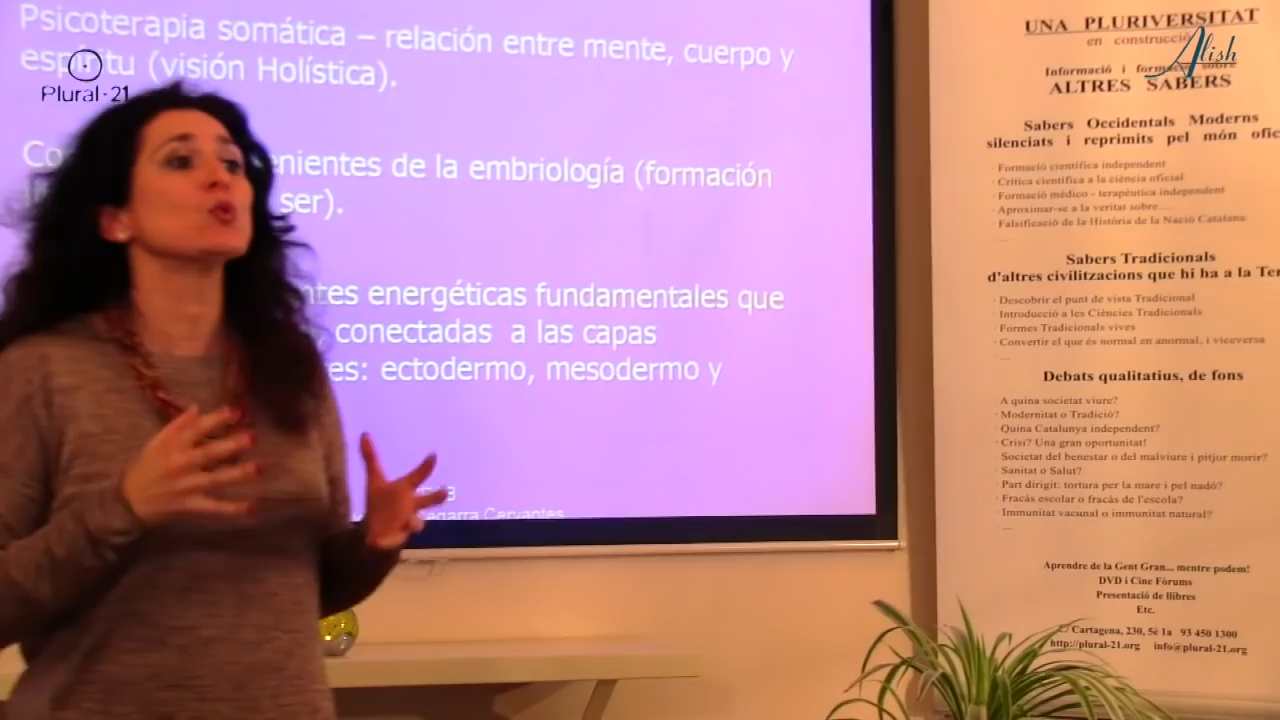 Psicoterapia somática – relación entre mente, cuerpo y
espíritu (visión Holística).
Plural·21
Co
enientes de la embriología (formación
ser).
ntes energéticas fundamentales que
conectadas a las capas
es: ectodermo, mesodermo y
Cervantes
Alish
UNA PLURIVERSITAT
en construcció
Informació i formació sobre
ALTRES SABERS
Sabers Occidentals Moderns
silenciats i reprimits pel món ofic
· Formació científica independent
· Crítica científica a la ciència oficial
· Formació mèdico - terapèutica independent
· Aproximar-se a la veritat sobre....
· Falsificació de la Història de la Nació Catalana
....
Sabers Tradicionals
d'altres civilitzacions que hi ha a la Ter
· Descobrir el punt de vista Tradicional
· Introducció a les Ciències Tradicionals
· Formes Tradicionals vives
· Convertir el que és normal en anormal, i viceversa
· ...
Debats qualitatius, de fons
· A quina societat viure?
· Modernitat o Tradició?
· Quina Catalunya independent?
· Crisi? Una gran oportunitat!
· Societat del benestar o del malviure i pitjor morir?
· Sanitat o Salut?
· Part dirigit: tortura per la mare i pel nadó?
· Fracàs escolar o fracàs de l'escola?
· Immunitat vacunal o immunitat natural?
....
Aprendre de la Gent Gran... mentre podem!
DVD i Cine Fòrums
Presentació de llibres
Etc.
C/ Cartagena, 230, 5è 1a 93 450 1300
http://plural-21.org info@plural-21.org